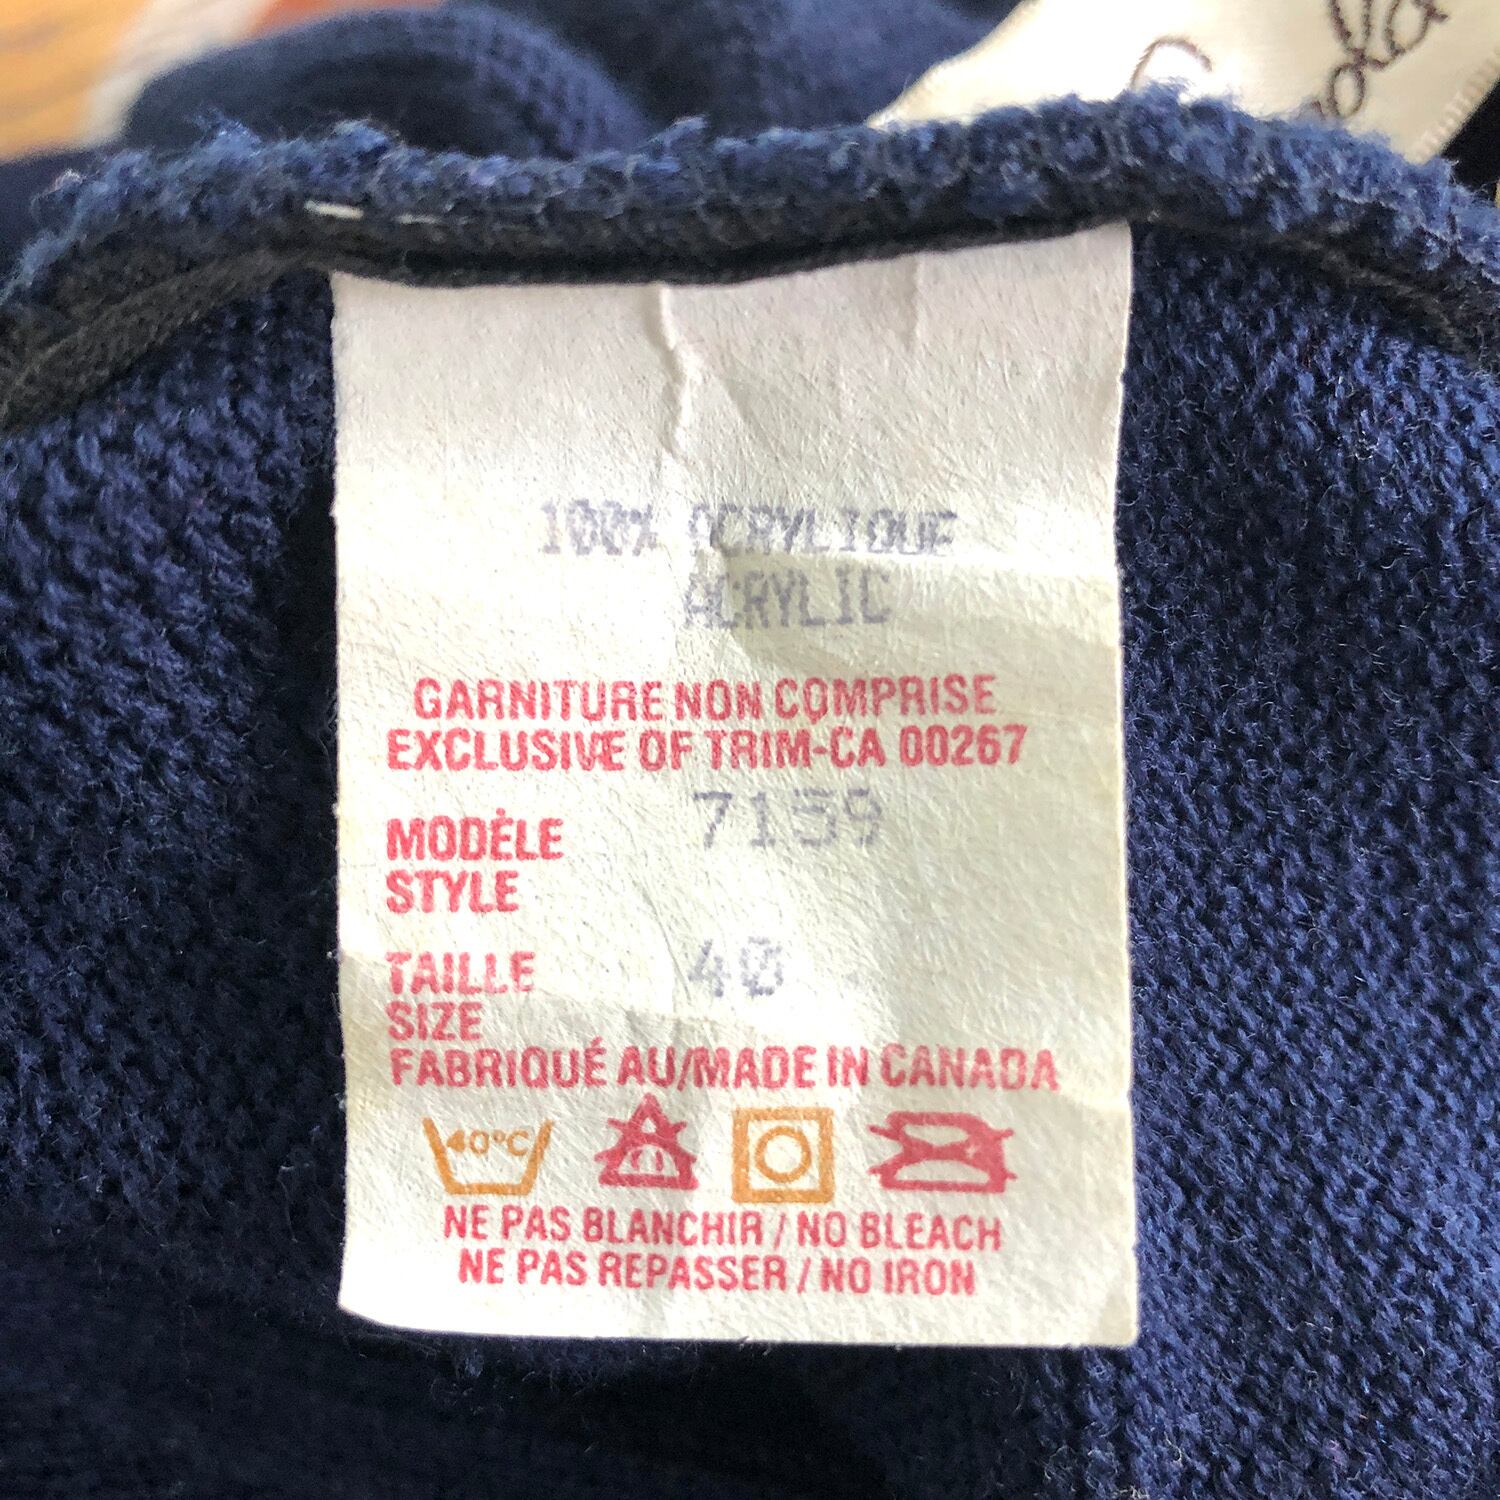 100% ACRYLIQUE
ACRYLIC
GARNITURE NON COMPRISE
EXCLUSIVE OF TRIM-CA 00267
MODÈLE 7159
STYLE
TAILLE 40
SIZE
FABRIQUÉ AU/MADE IN CANADA
40°C
NE PAS BLANCHIR / NO BLEACH
NE PAS REPASSER / NO IRON